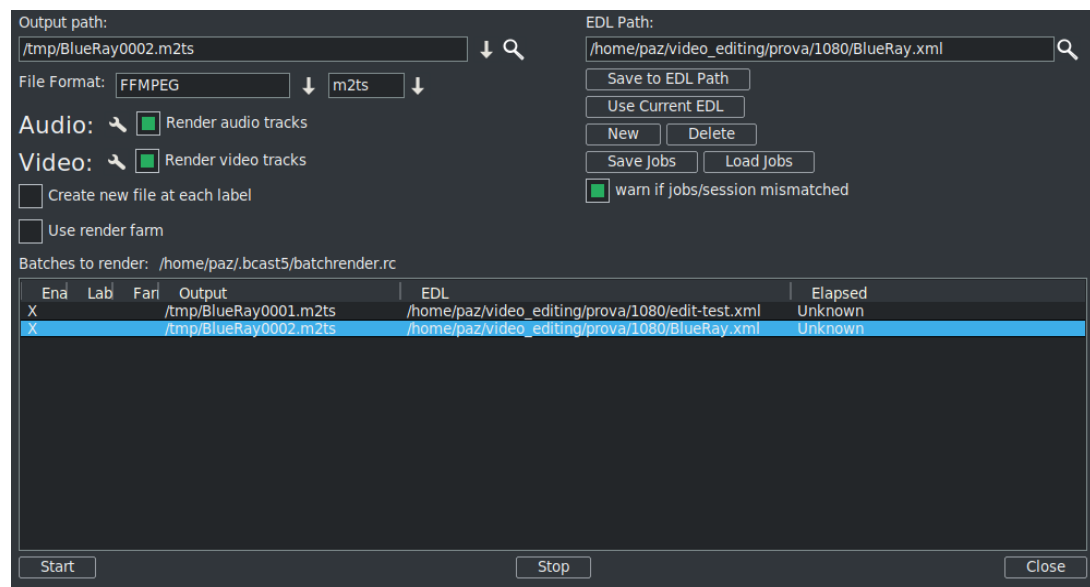 Output path:
/tmp/BlueRay0002.m2ts
File Format: FFMPEG m2ts
Audio: Render audio tracks
Video: Render video tracks
Create new file at each label
Use render farm
EDL Path:
/home/paz/video_editing/prova/1080/BlueRay.xml
Save to EDL Path
Use Current EDL
New Delete
Save Jobs Load Jobs
warn if jobs/session mismatched
Batches to render: /home/paz/.bcast5/batchrender.rc
Ena Lab Farl Output EDL Elapsed
X /tmp/BlueRay0001.m2ts /home/paz/video_editing/prova/1080/edit-test.xml Unknown
X /tmp/BlueRay0002.m2ts /home/paz/video_editing/prova/1080/BlueRay.xml Unknown
Start Stop Close